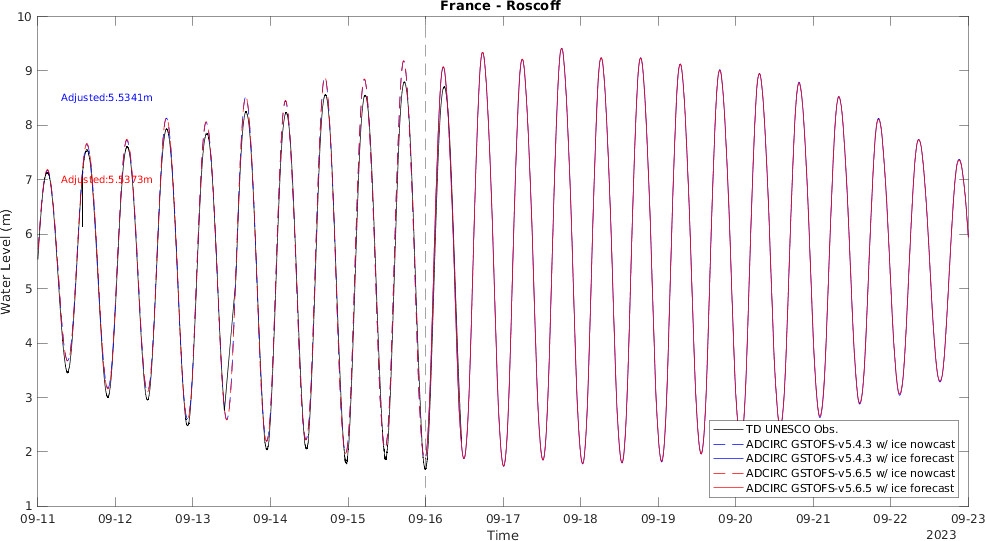 France - Roscoff
10
9
8
7
6
5
4
3
2
1
Water Level (m)
Adjusted:5.5341m
Adjusted:5.5373m
TD UNESCO Obs.
ADCIRC GSTOFS-v5.4.3 w/ ice nowcast
ADCIRC GSTOFS-v5.4.3 w/ ice forecast
ADCIRC GSTOFS-v5.6.5 w/ ice nowcast
ADCIRC GSTOFS-v5.6.5 w/ ice forecast
09-11 09-12 09-13 09-14 09-15 09-16 09-17 09-18 09-19 09-20 09-21 09-22 09-23
Time
2023